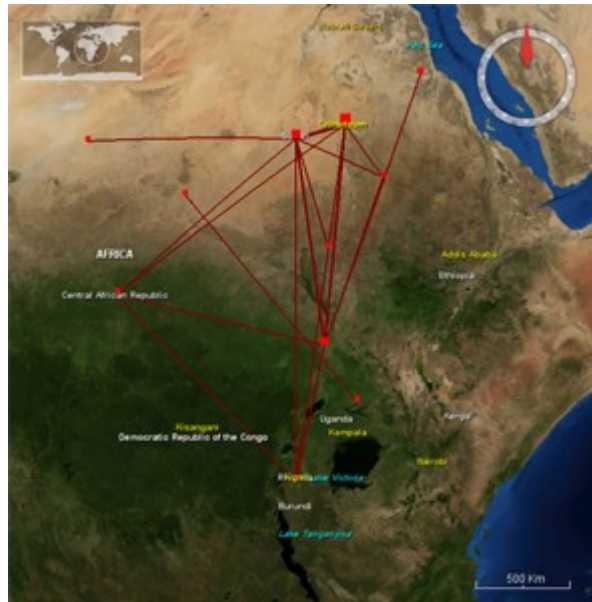 Red Sea
AFRICA
Addis Ababa
Ethiopia
Central African Republic
Uganda
Kenya
Kisangani
Kampala
Democratic Republic of the Congo
Nairobi
Lake Victoria
Burundi
Lake Tanganyika
500 Km